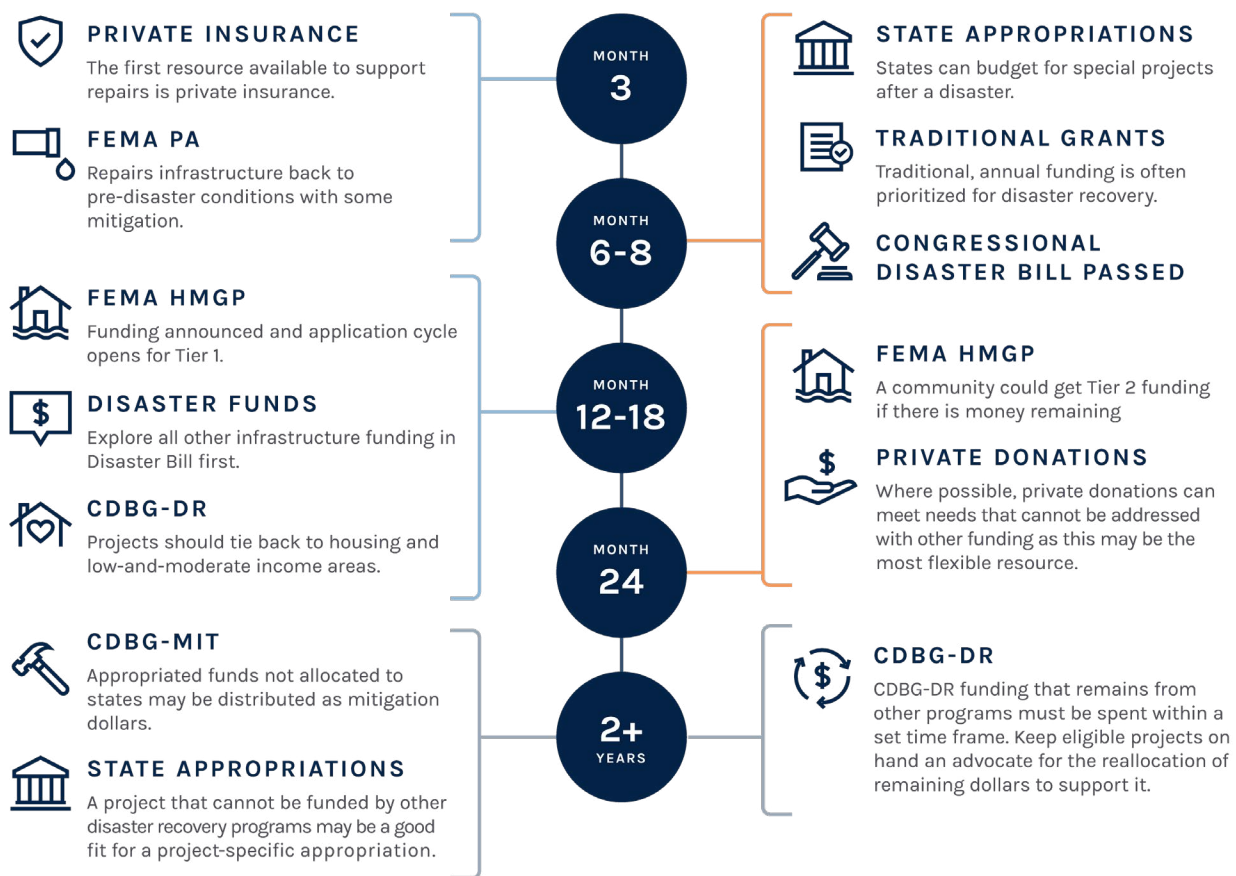 MONTH
3
PRIVATE INSURANCE
The first resource available to support
repairs is private insurance.
FEMA PA
Repairs infrastructure back to
pre-disaster conditions with some
mitigation.
MONTH
6-8
STATE APPROPRIATIONS
States can budget for special projects
after a disaster.
TRADITIONAL GRANTS
Traditional, annual funding is often
prioritized for disaster recovery.
CONGRESSIONAL
DISASTER BILL PASSED
MONTH
12-18
FEMA HMGP
Funding announced and application cycle
opens for Tier 1.
$
DISASTER FUNDS
Explore all other infrastructure funding in
Disaster Bill first.
CDBG-DR
Projects should tie back to housing and
low-and-moderate income areas.
MONTH
24
FEMA HMGP
A community could get Tier 2 funding
if there is money remaining
$
PRIVATE DONATIONS
Where possible, private donations can
meet needs that cannot be addressed
with other funding as this may be the
most flexible resource.
2+
YEARS
CDBG-MIT
Appropriated funds not allocated to
states may be distributed as mitigation
dollars.
STATE APPROPRIATIONS
A project that cannot be funded by other
disaster recovery programs may be a good
fit for a project-specific appropriation.
$
CDBG-DR
CDBG-DR funding that remains from
other programs must be spent within a
set time frame. Keep eligible projects on
hand an advocate for the reallocation of
remaining dollars to support it.